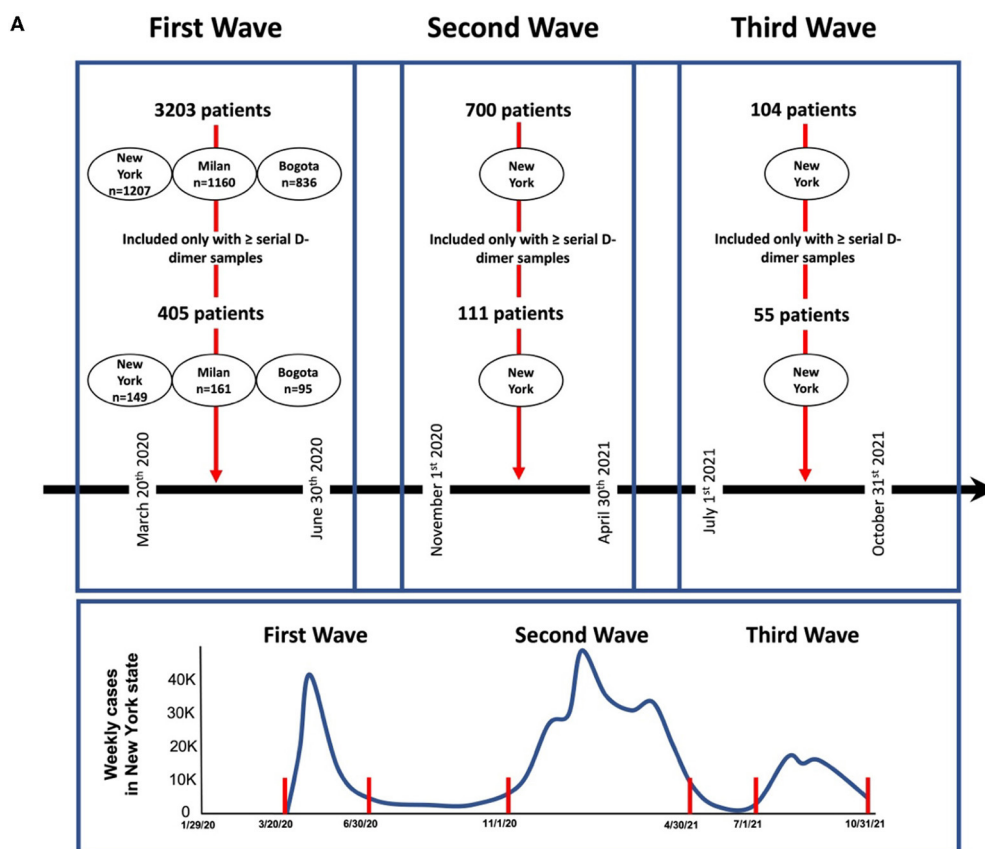 A
First Wave
Second Wave
Third Wave
3203 patients
700 patients
104 patients
New
York
n=1207
Milan
n=1160
Bogota
n=836
New
York
New
York
Included only with ≥ serial D-
dimer samples
Included only with ≥ serial D-
dimer samples
Included only with ≥ serial D-
dimer samples
405 patients
111 patients
55 patients
New
York
n=149
Milan
n=161
Bogota
n=95
New
York
New
York
March 20th 2020
June 30th 2020
November 1st 2020
April 30th 2021
July 1st 2021
October 31st 2021
First Wave
Second Wave
Third Wave
Weekly cases
in New York state
40K
30K
20K
10K
0
1/29/20
3/20/20
6/30/20
11/1/20
4/30/21
7/1/21
10/31/21